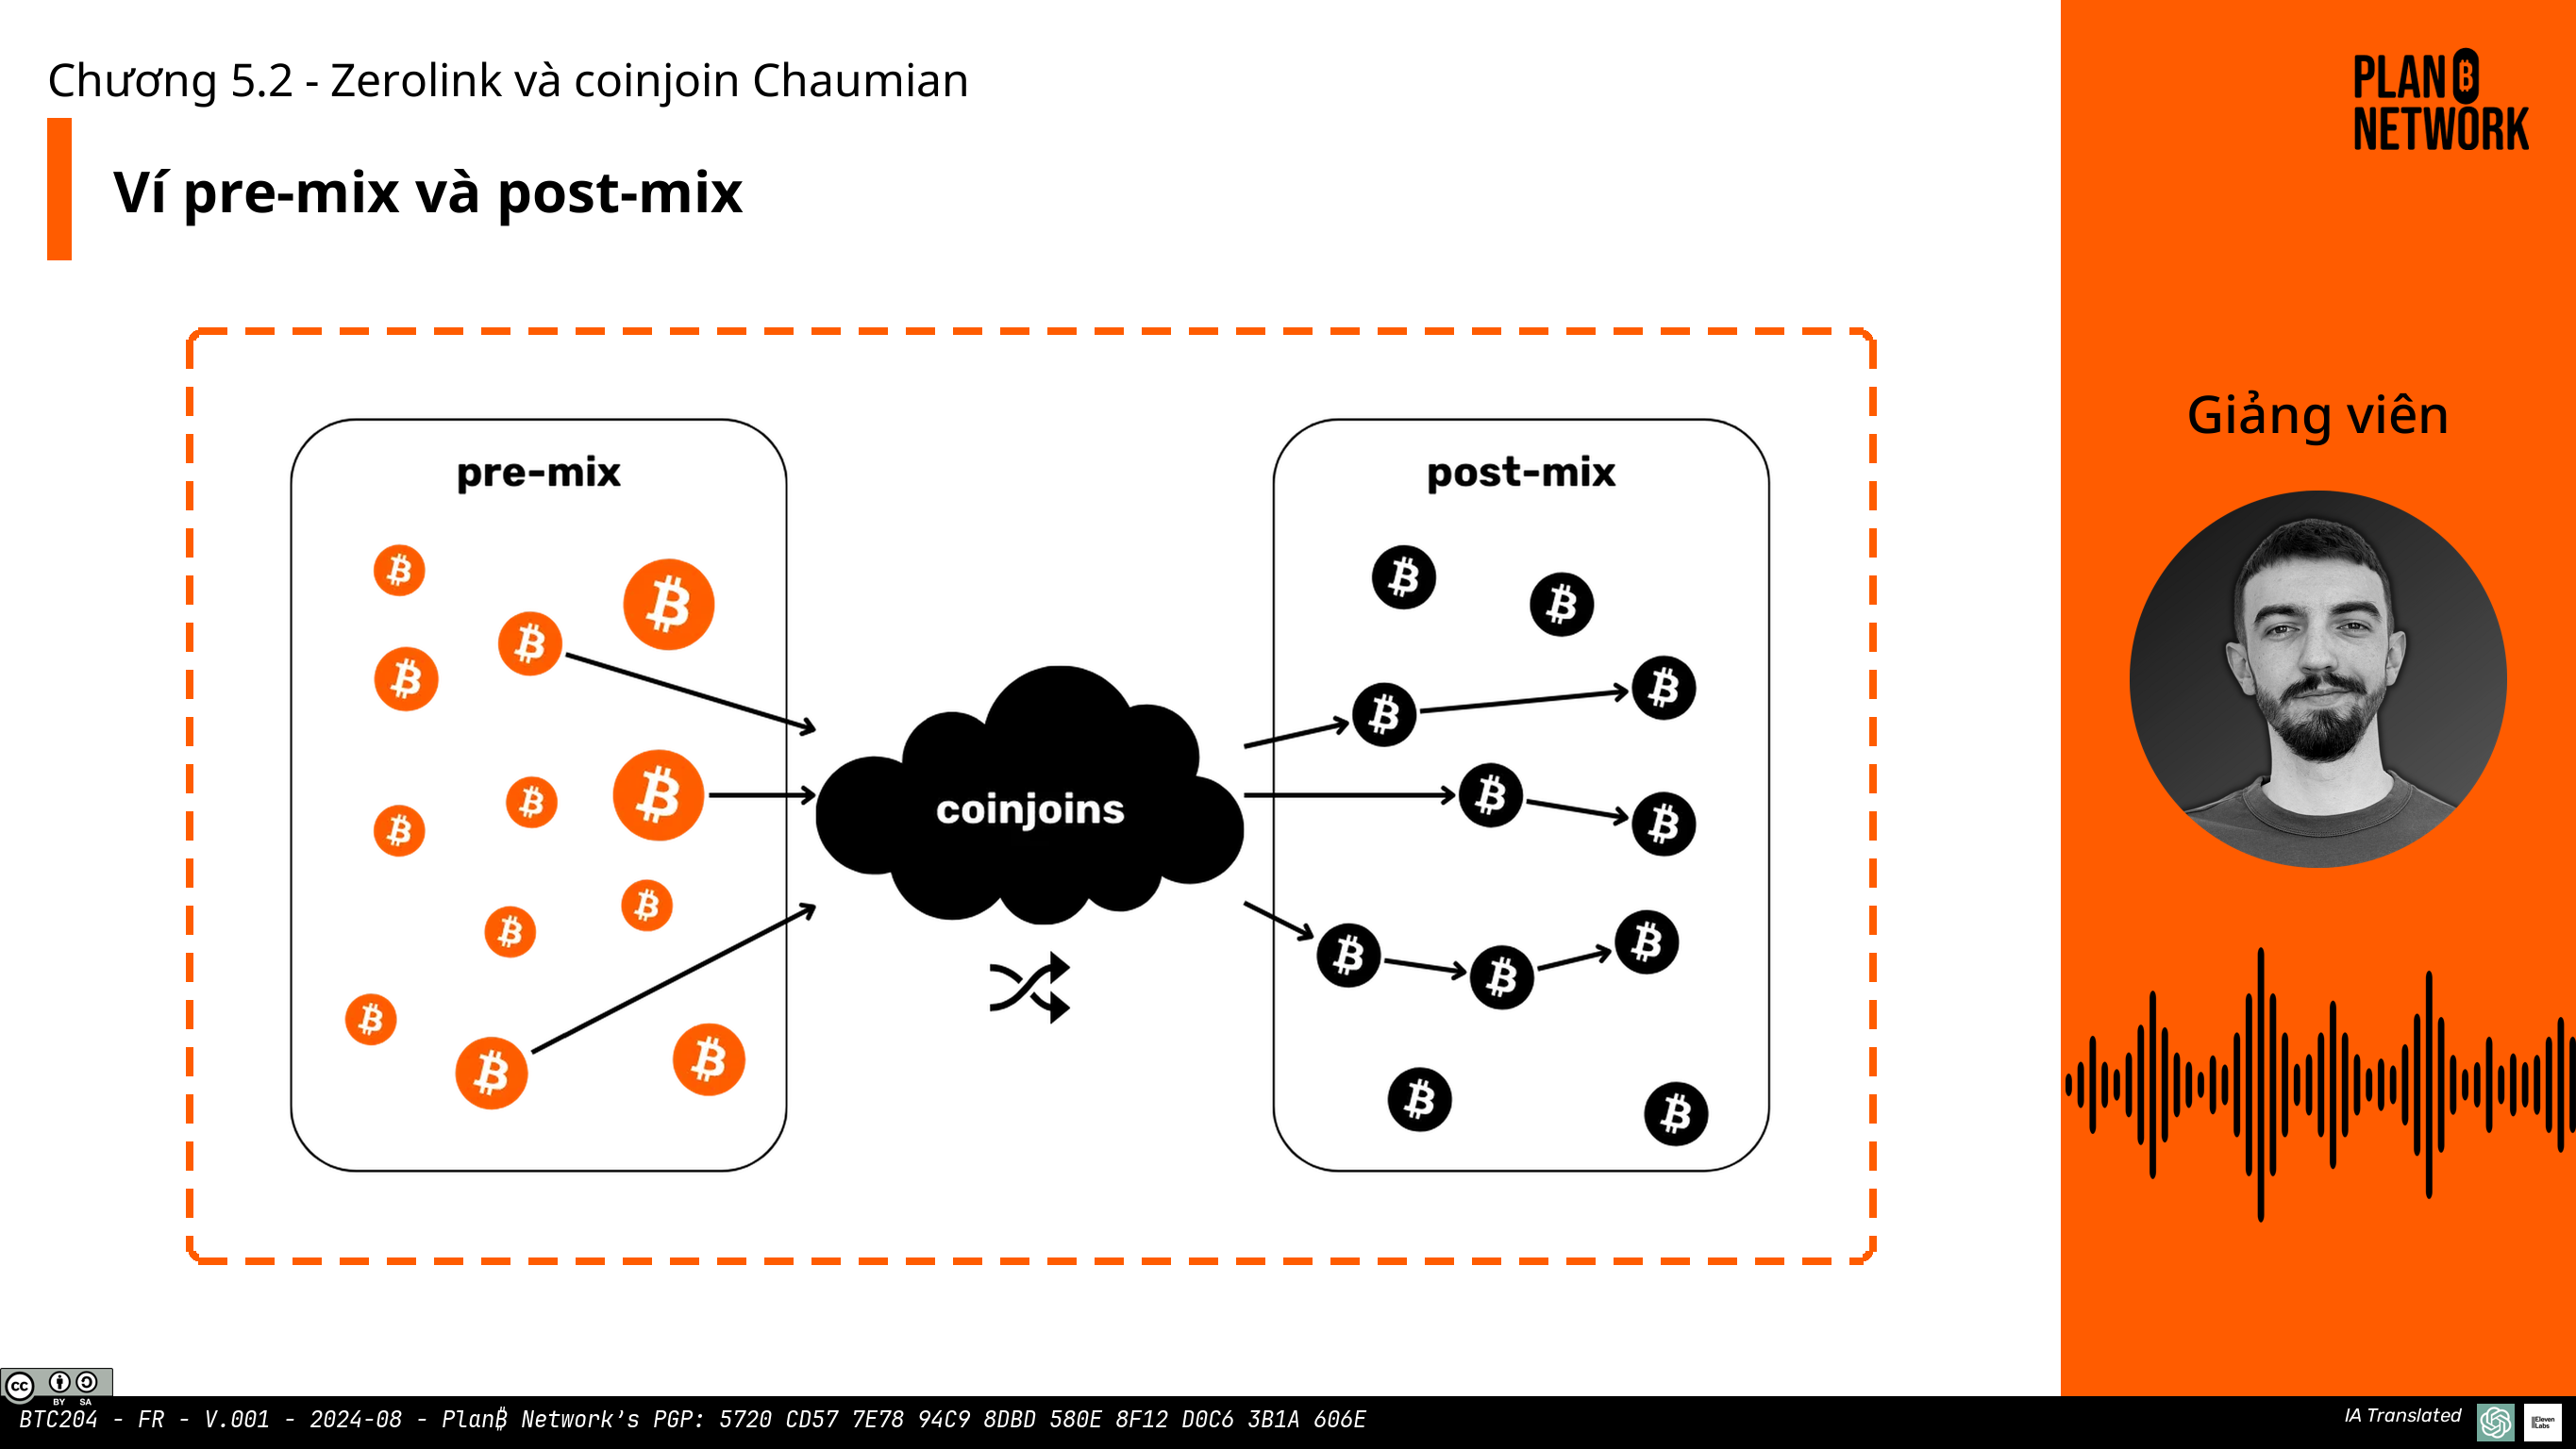 Chương 5.2 - Zerolink và coinjoin Chaumian
PLAN ₿
NETWORK
Ví pre-mix và post-mix
Giảng viên
pre-mix
post-mix
coinjoins
cc
BY SA
BTC204 - FR - V.001 - 2024-08 - Plan₿ Network’s PGP: 5720 CD57 7E78 94C9 8DBD 580E 8F12 D0C6 3B1A 606E
IA Translated
ElevenLabs